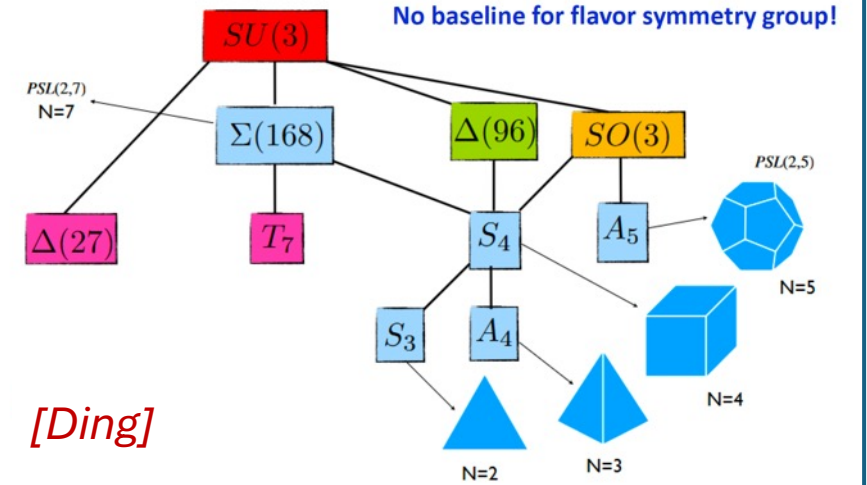 No baseline for flavor symmetry group!
SU(3)
PSL(2,7)
N=7
Σ(168)
Δ(96)
SO(3)
PSL(2,5)
Δ(27)
T₇
S₄
A₅
N=5
S₃
A₄
N=4
[Ding]
N=2
N=3